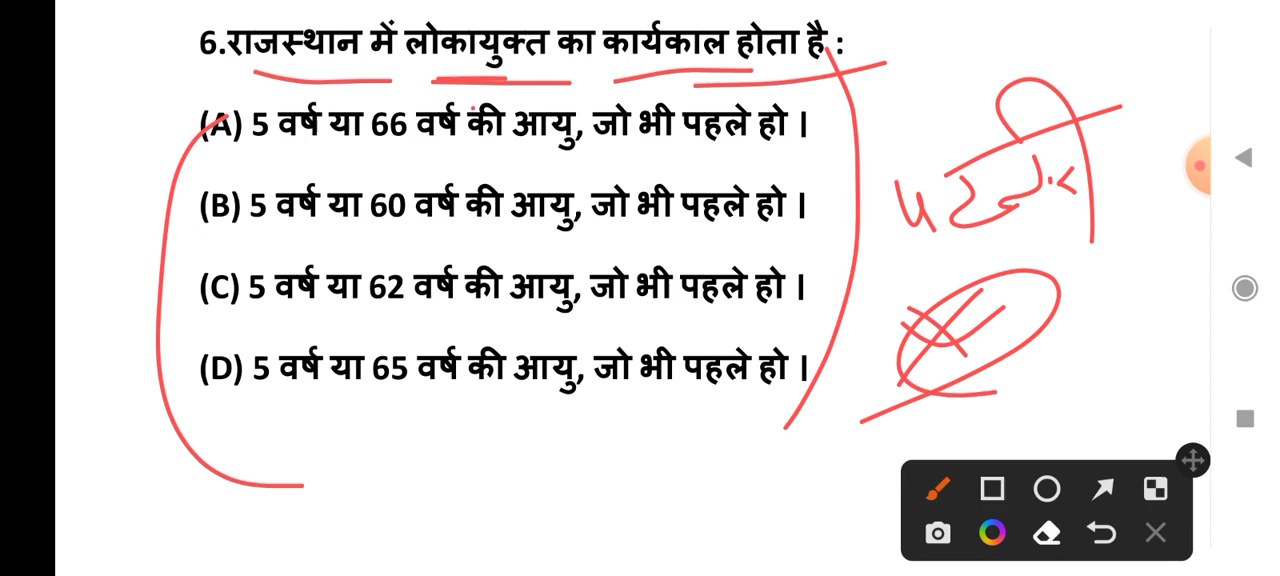 6.राजस्थान में लोकायुक्त का कार्यकाल होता है :
(A) 5 वर्ष या 66 वर्ष की आयु, जो भी पहले हो ।
(B) 5 वर्ष या 60 वर्ष की आयु, जो भी पहले हो ।
(C) 5 वर्ष या 62 वर्ष की आयु, जो भी पहले हो ।
(D) 5 वर्ष या 65 वर्ष की आयु, जो भी पहले हो ।